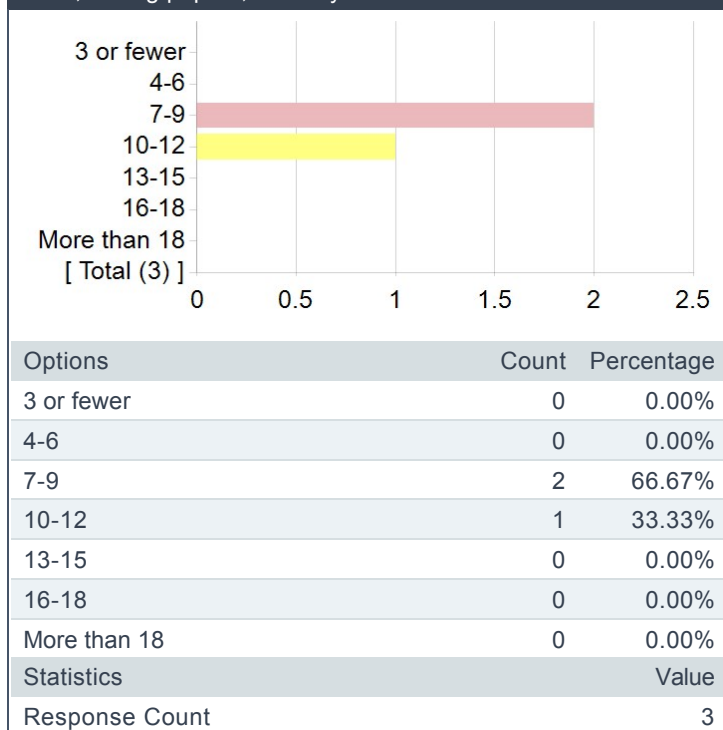 3 or fewer
4-6
7-9
10-12
13-15
16-18
More than 18
[ Total (3) ]
0 0.5 1 1.5 2 2.5
Options Count Percentage
3 or fewer 0 0.00%
4-6 0 0.00%
7-9 2 66.67%
10-12 1 33.33%
13-15 0 0.00%
16-18 0 0.00%
More than 18 0 0.00%
Statistics Value
Response Count 3